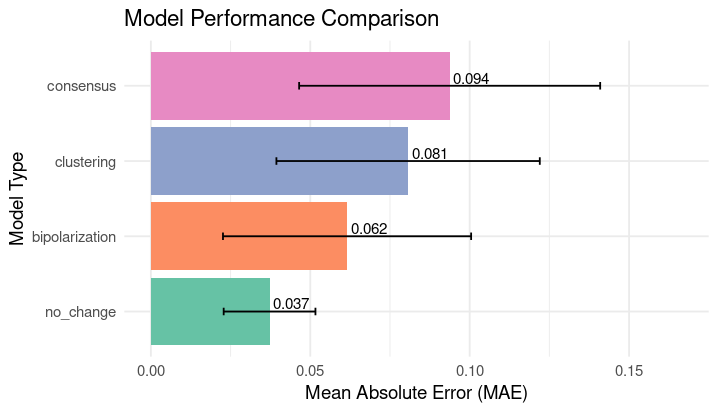 Model Performance Comparison
Model Type
consensus
0.094
clustering
0.081
bipolarization
0.062
no_change
0.037
0.00 0.05 0.10 0.15
Mean Absolute Error (MAE)